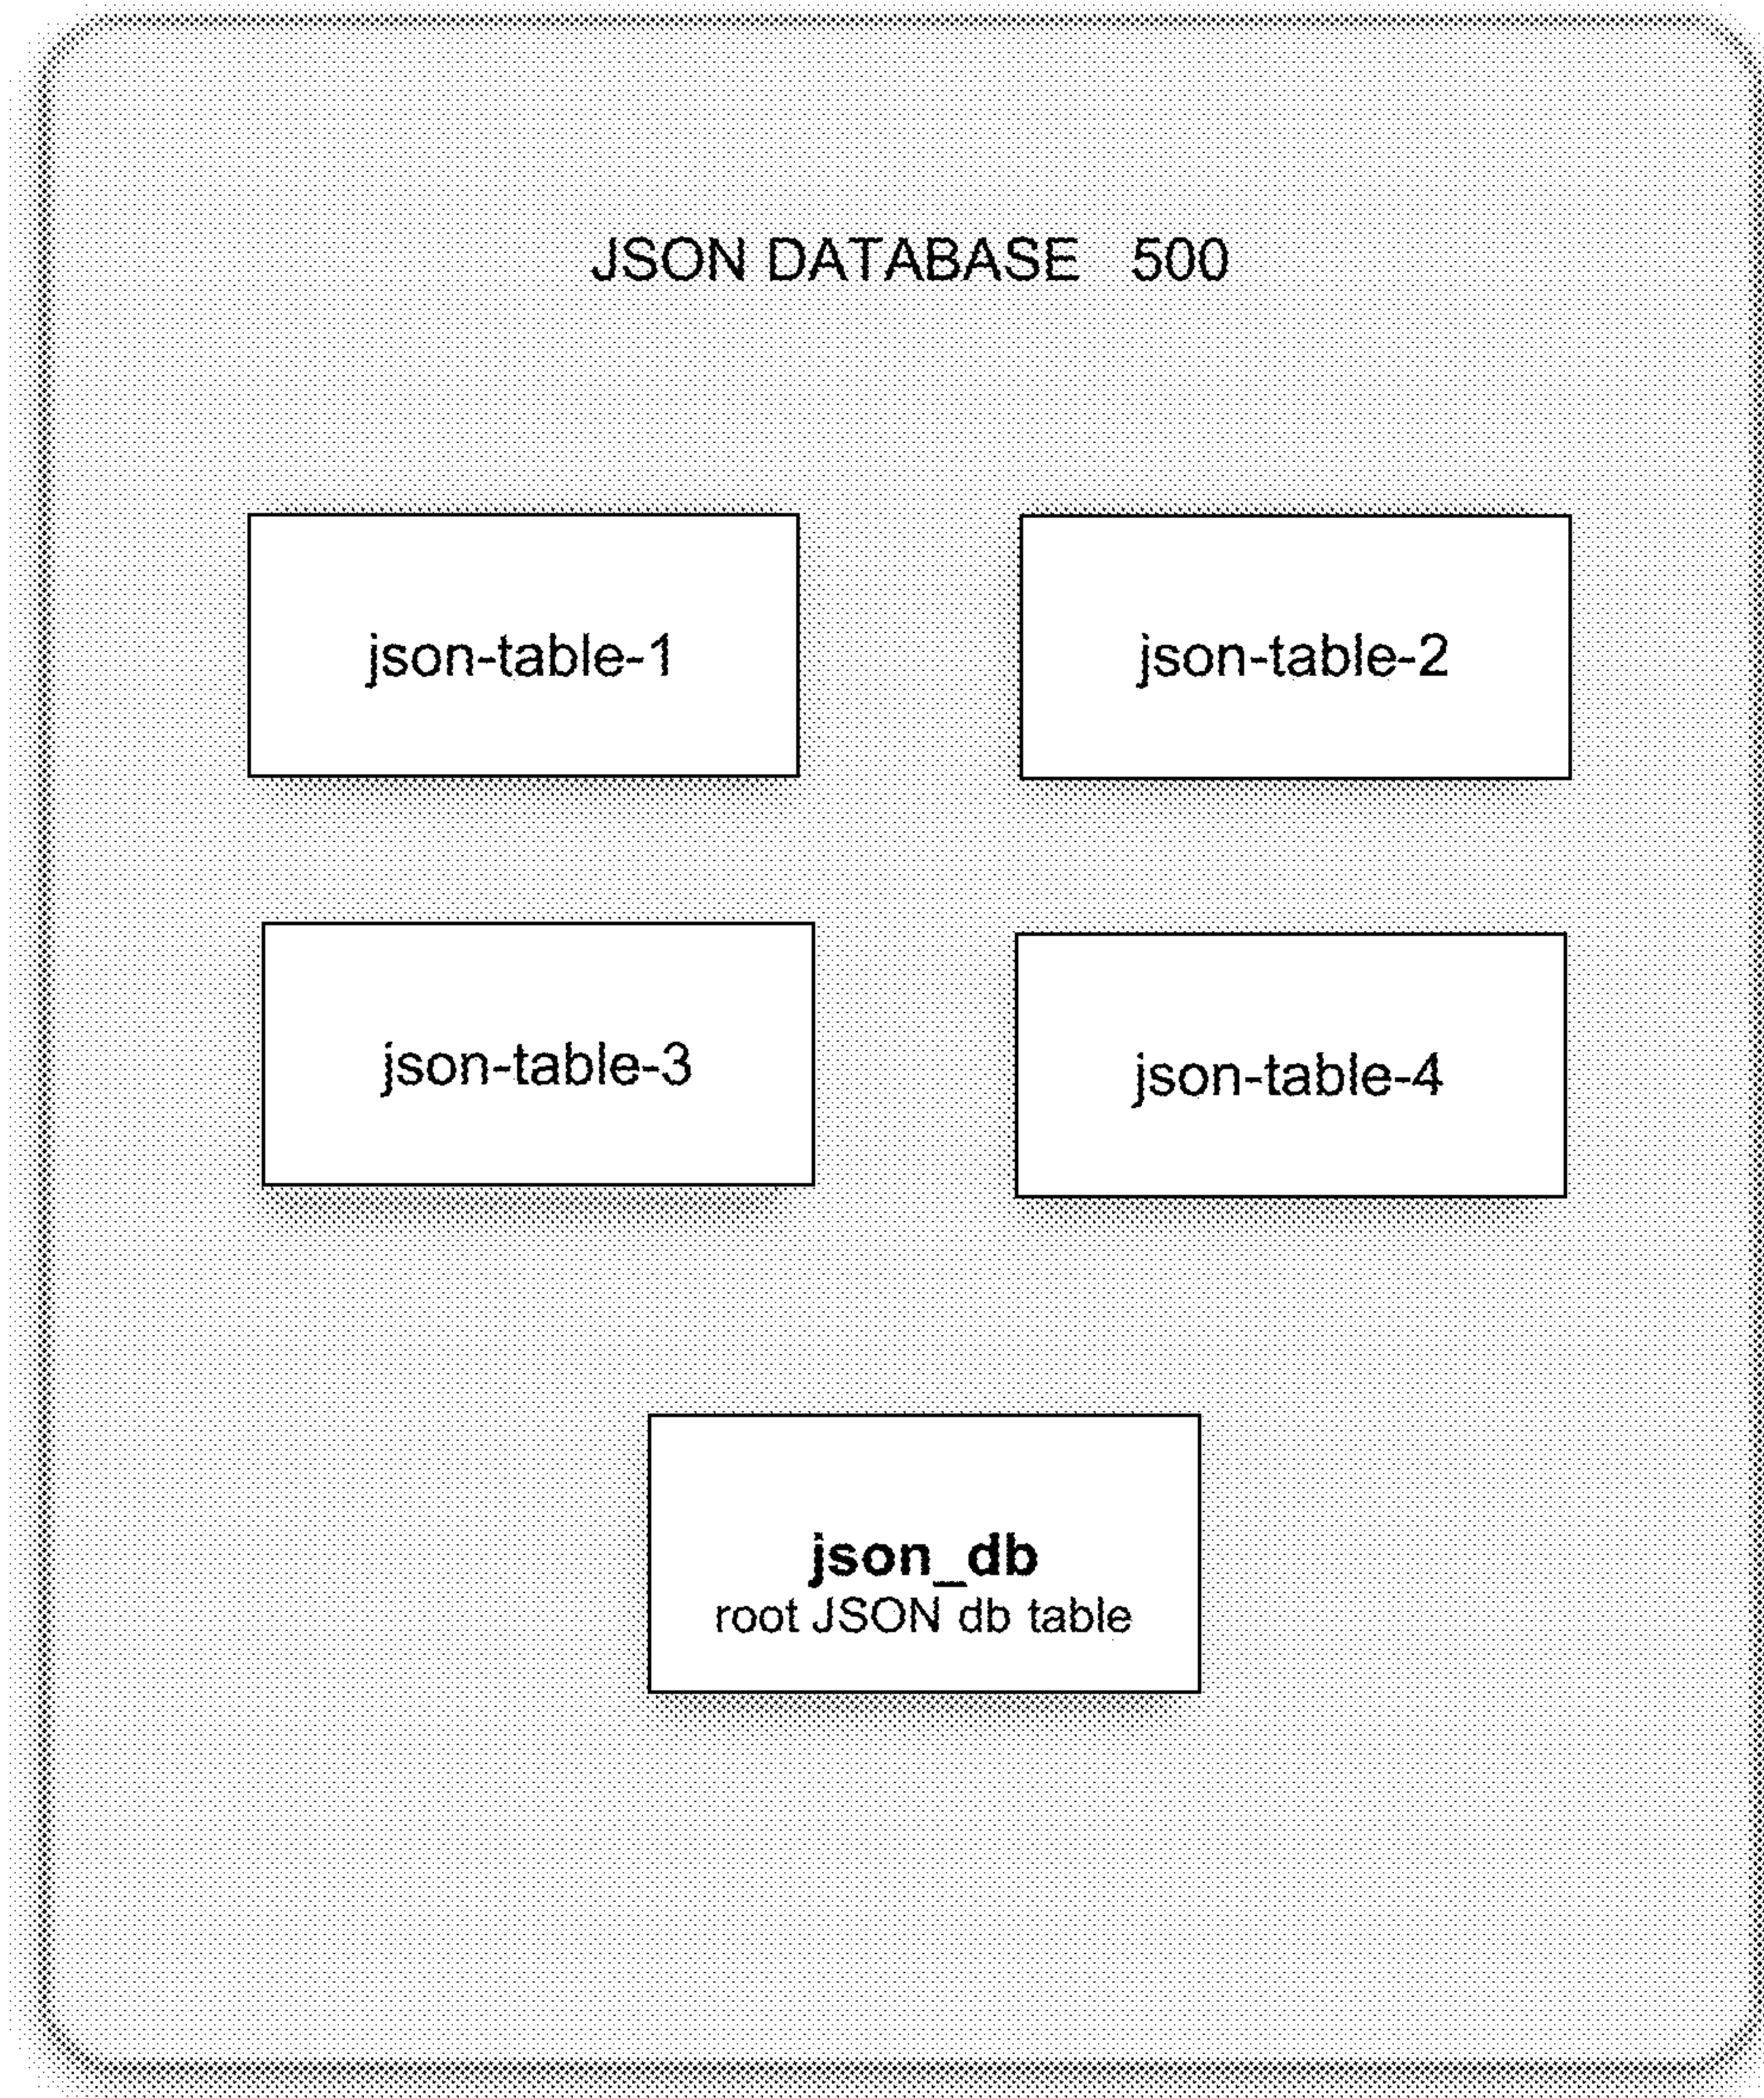 JSON DATABASE 500
json-table-1
json-table-2
json-table-3
json-table-4
json_db
root JSON db table